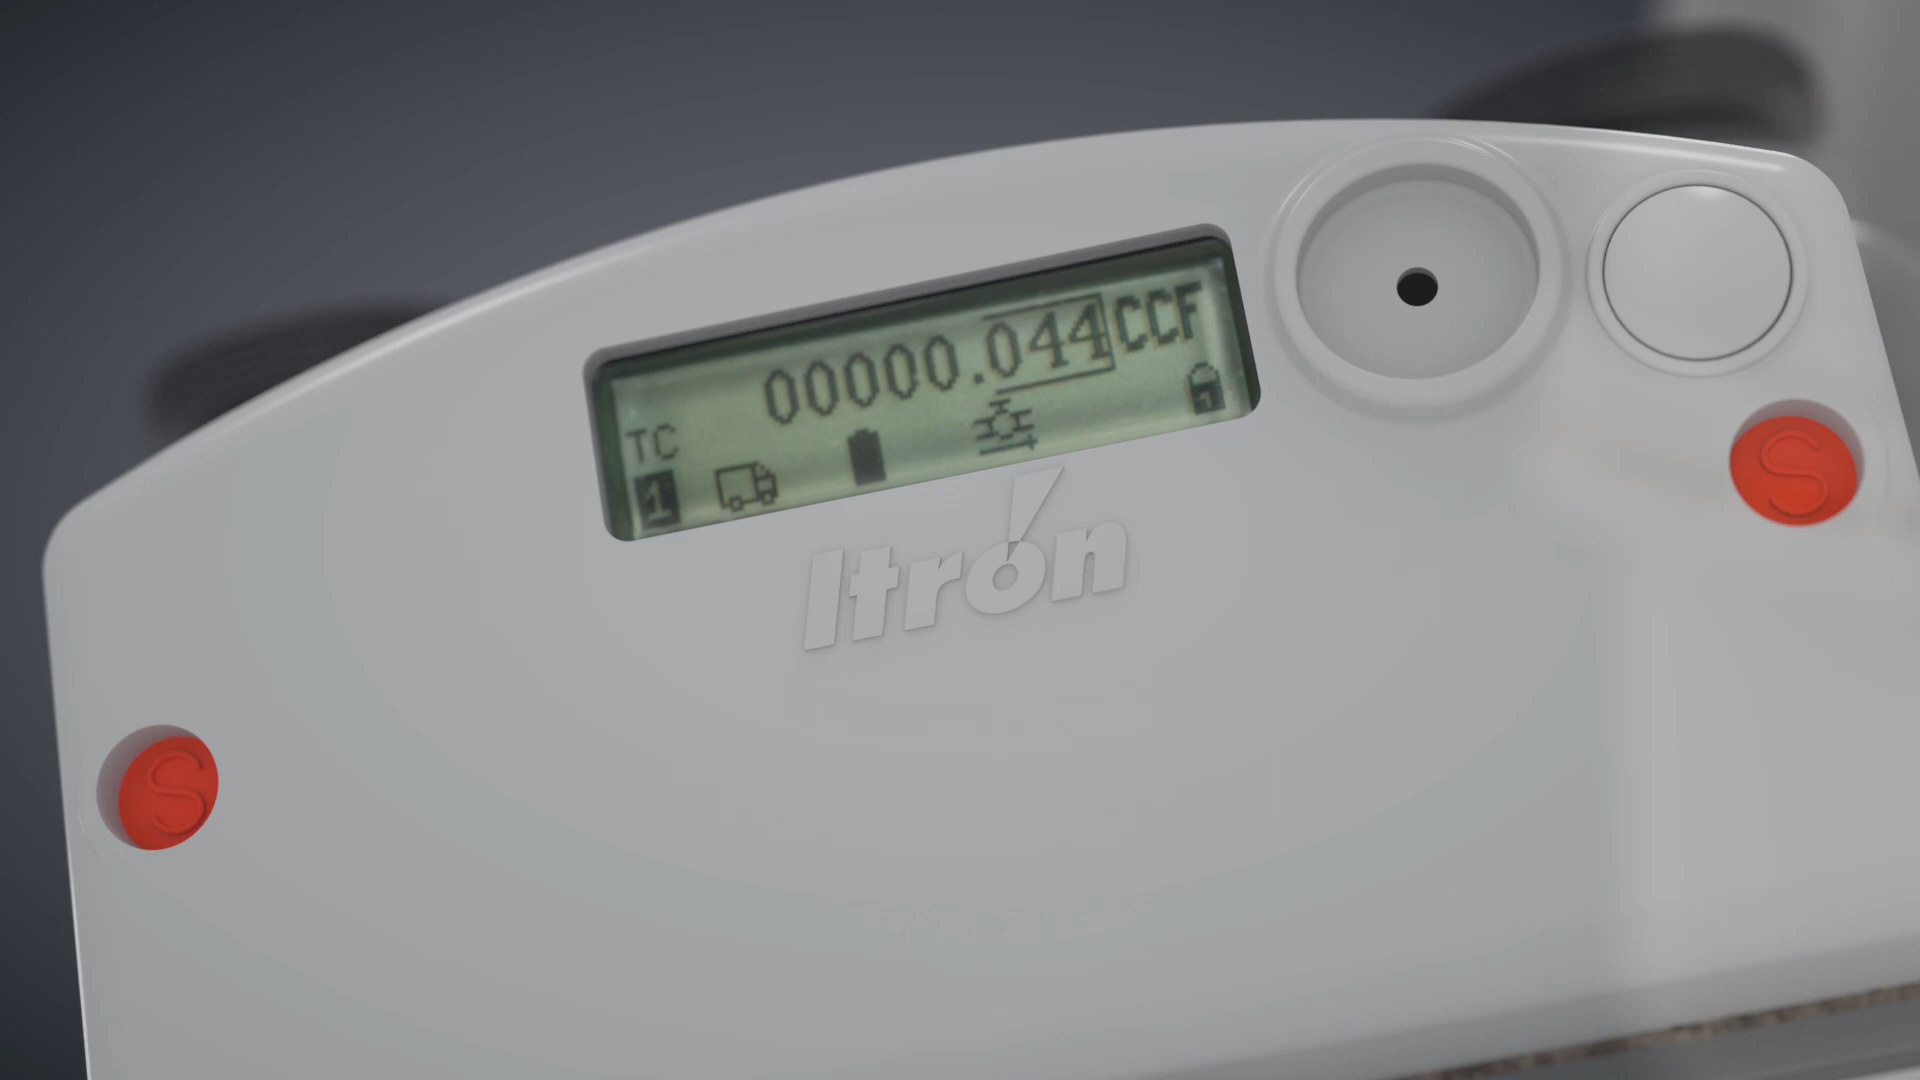 00000.044 CCF
TC
1
Itron
S
S